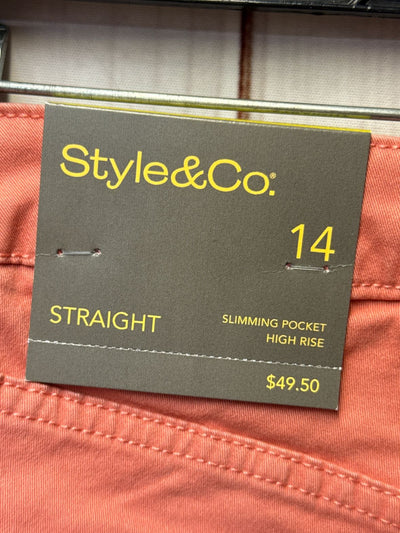 Style&Co.®
14
STRAIGHT
SLIMMING POCKET
HIGH RISE
$49.50